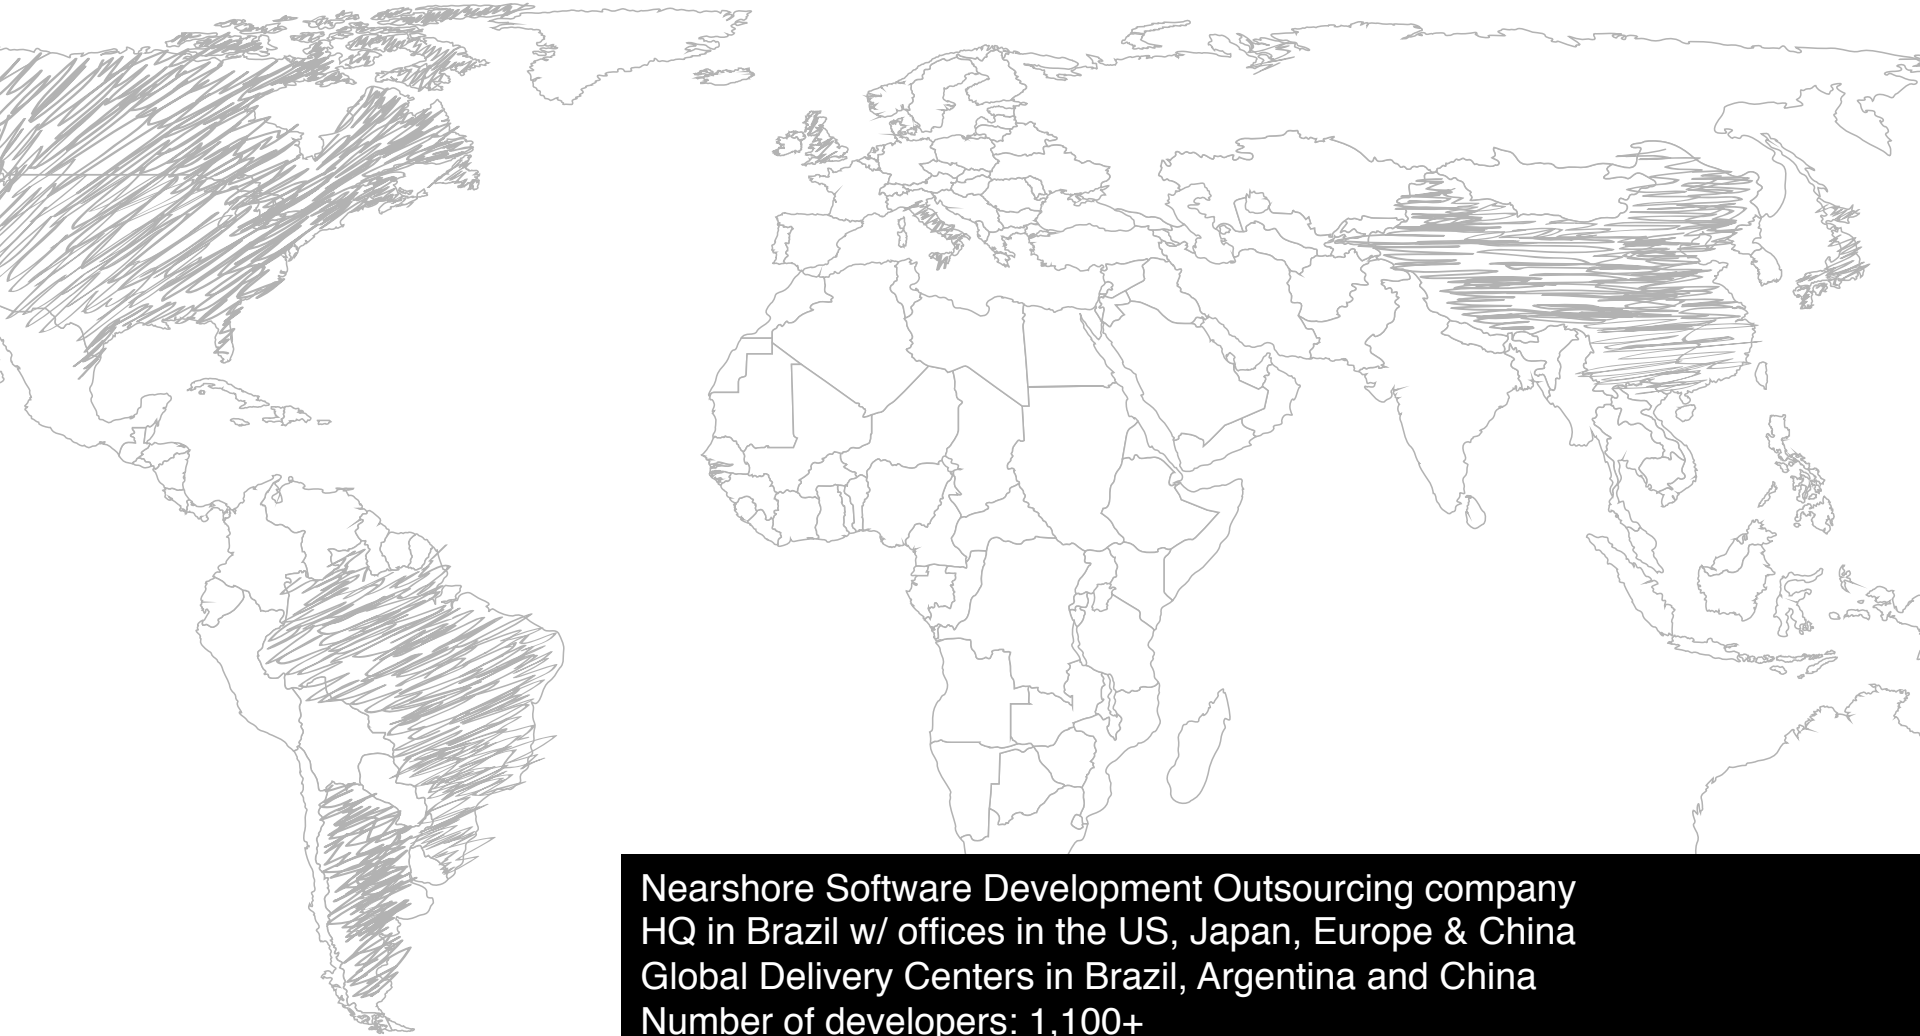 Nearshore Software Development Outsourcing company
HQ in Brazil w/ offices in the US, Japan, Europe & China
Global Delivery Centers in Brazil, Argentina and China
Number of developers: 1,100+